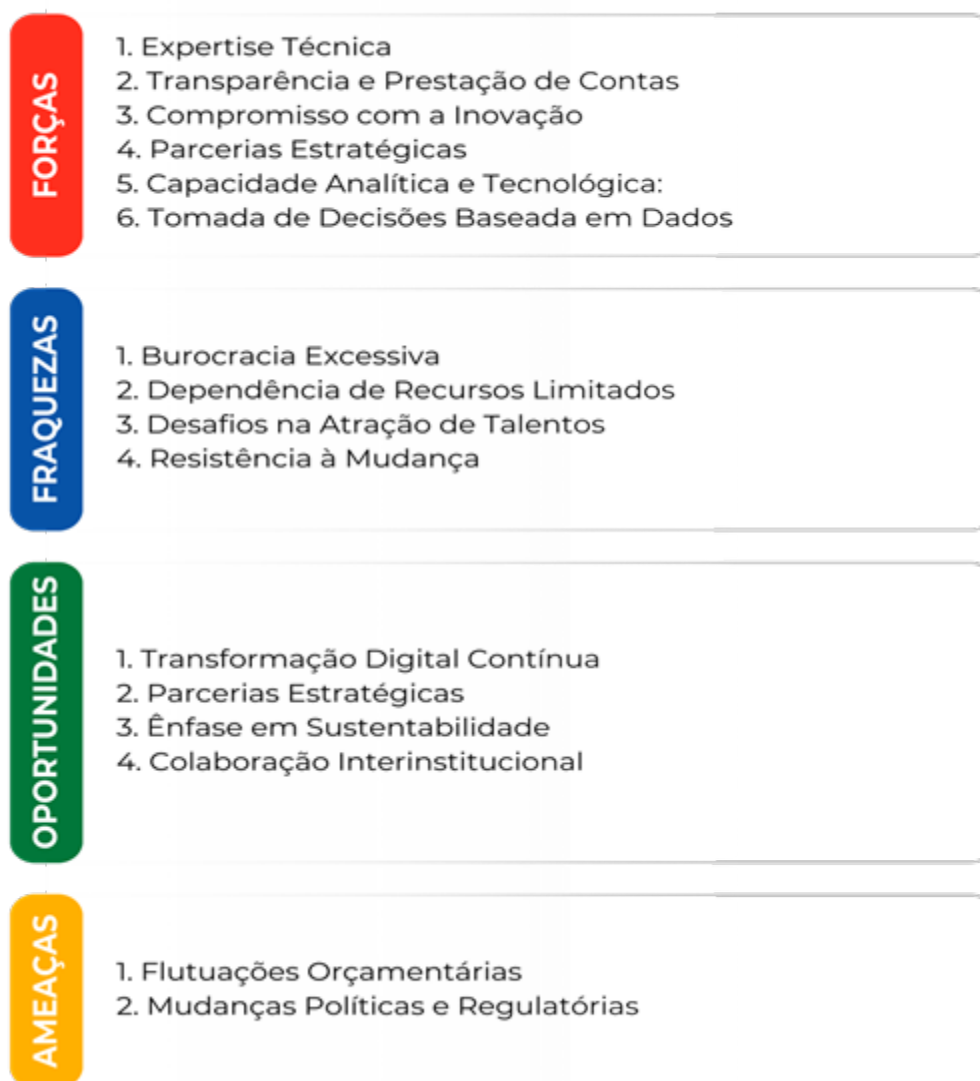 FORÇAS
1. Expertise Técnica
2. Transparência e Prestação de Contas
3. Compromisso com a Inovação
4. Parcerias Estratégicas
5. Capacidade Analítica e Tecnológica:
6. Tomada de Decisões Baseada em Dados
FRAQUEZAS
1. Burocracia Excessiva
2. Dependência de Recursos Limitados
3. Desafios na Atração de Talentos
4. Resistência à Mudança
OPORTUNIDADES
1. Transformação Digital Contínua
2. Parcerias Estratégicas
3. Ênfase em Sustentabilidade
4. Colaboração Interinstitucional
AMEAÇAS
1. Flutuações Orçamentárias
2. Mudanças Políticas e Regulatórias